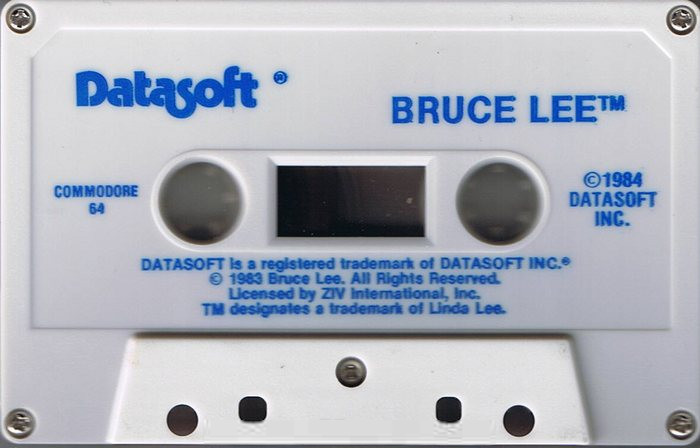 Datasoft ®
BRUCE LEE™
COMMODORE
64
©1984
DATASOFT
INC.
DATASOFT is a registered trademark of DATASOFT INC.®
© 1983 Bruce Lee. All Rights Reserved.
Licensed by ZIV International, Inc.
TM designates a trademark of Linda Lee.